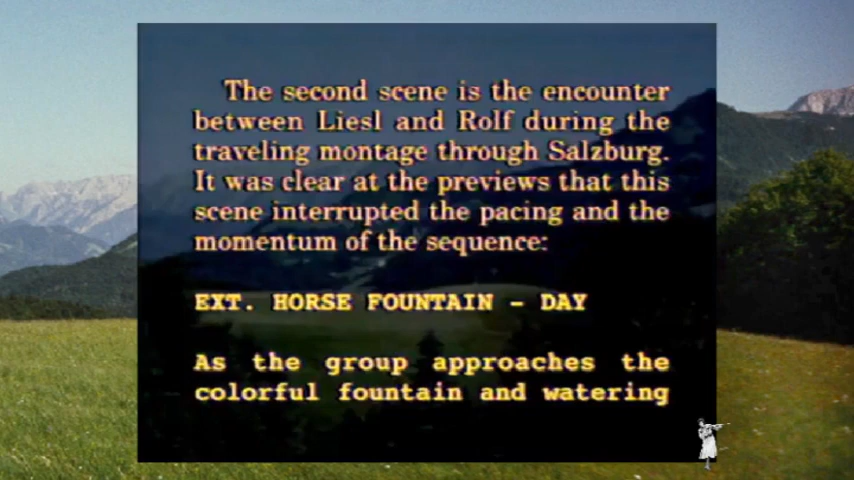 The second scene is the encounter
between Liesl and Rolf during the
traveling montage through Salzburg.
It was clear at the previews that this
scene interrupted the pacing and the
momentum of the sequence:
EXT. HORSE FOUNTAIN - DAY
As the group approaches the
colorful fountain and watering